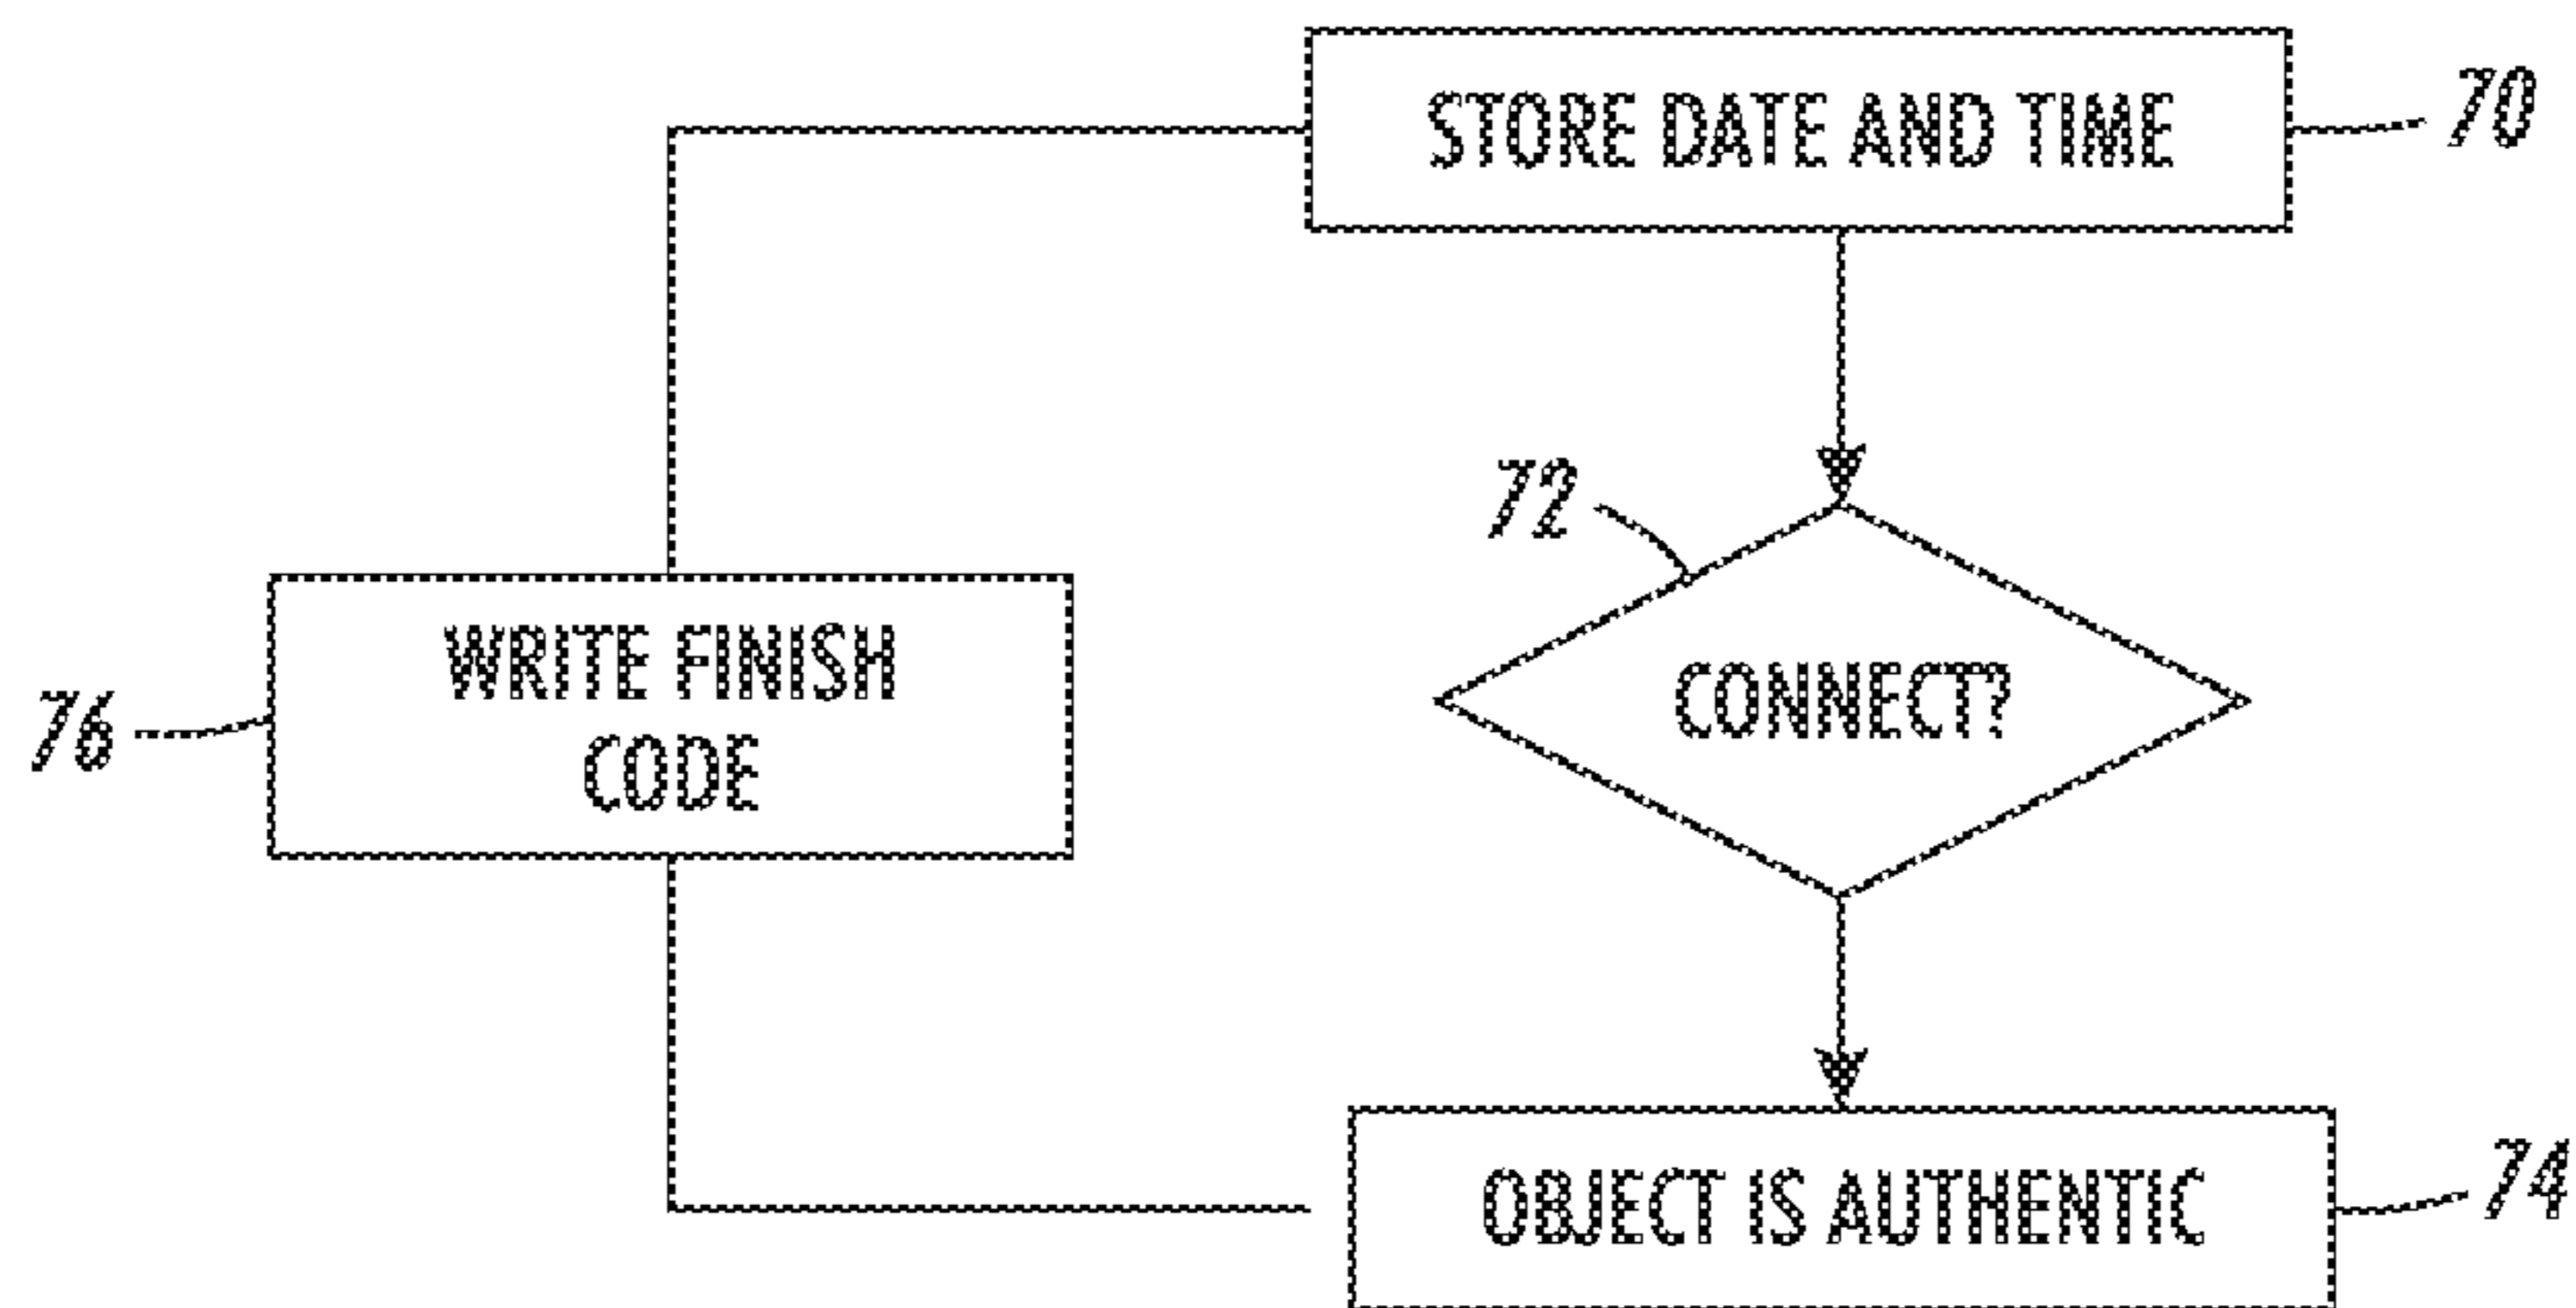 STORE DATE AND TIME
70
72
CONNECT?
WRITE FINISH
CODE
76
OBJECT IS AUTHENTIC
74